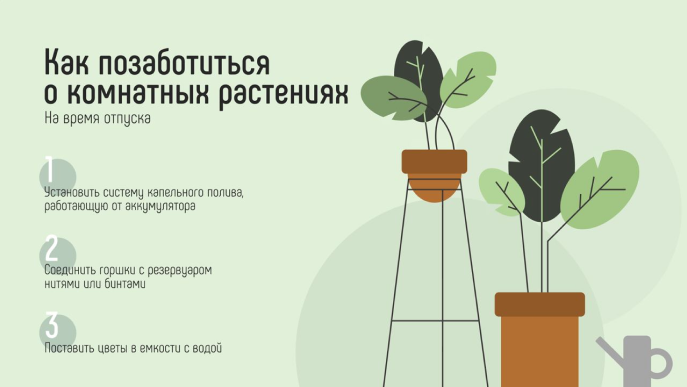 Как позаботиться
о комнатных растениях
На время отпуска
1
Установить систему капельного полива,
работающую от аккумулятора
2
Соединить горшки с резервуаром
нитями или бинтами
3
Поставить цветы в емкости с водой